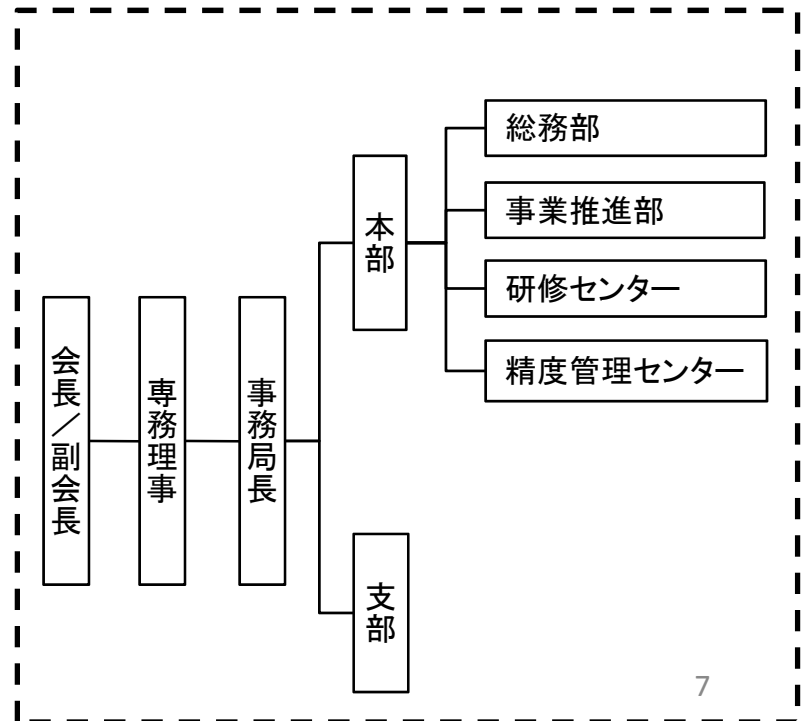 会長／副会長
専務理事
事務局長
本部
総務部
事業推進部
研修センター
精度管理センター
支部
7